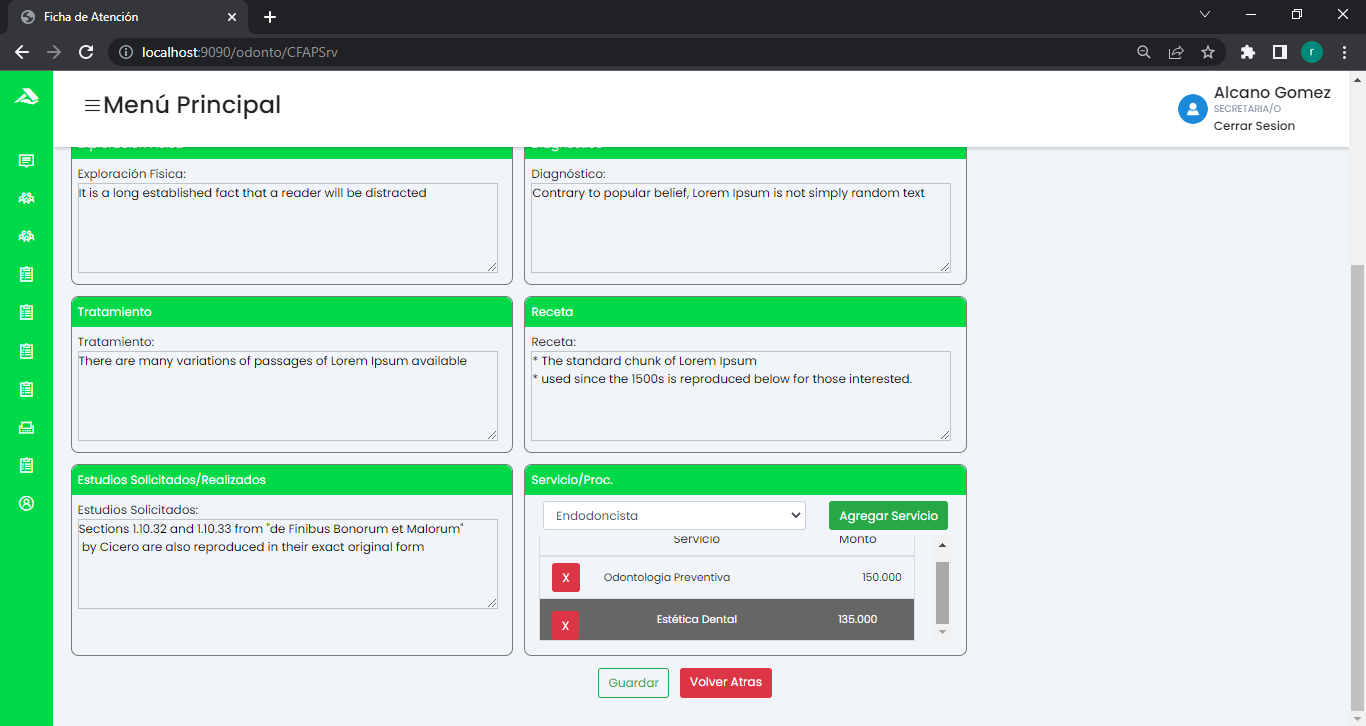 Ficha de Atención
localhost:9090/odonto/CFAPSrv
r
Menú Principal
Alcano Gomez
SECRETARIA/O
Cerrar Sesion
Exploración Física:
It is a long established fact that a reader will be distracted
Diagnóstico:
Contrary to popular belief, Lorem Ipsum is not simply random text
Tratamiento
Tratamiento:
There are many variations of passages of Lorem Ipsum available
Receta
Receta:
* The standard chunk of Lorem Ipsum
* used since the 1500s is reproduced below for those interested.
Estudios Solicitados/Realizados
Estudios Solicitados:
Sections 1.10.32 and 1.10.33 from "de Finibus Bonorum et Malorum"
by Cicero are also reproduced in their exact original form
Servicio/Proc.
Endodoncista
Agregar Servicio
Servicio Monto
X Odontología Preventiva 150.000
X Estética Dental 135.000
Guardar
Volver Atras